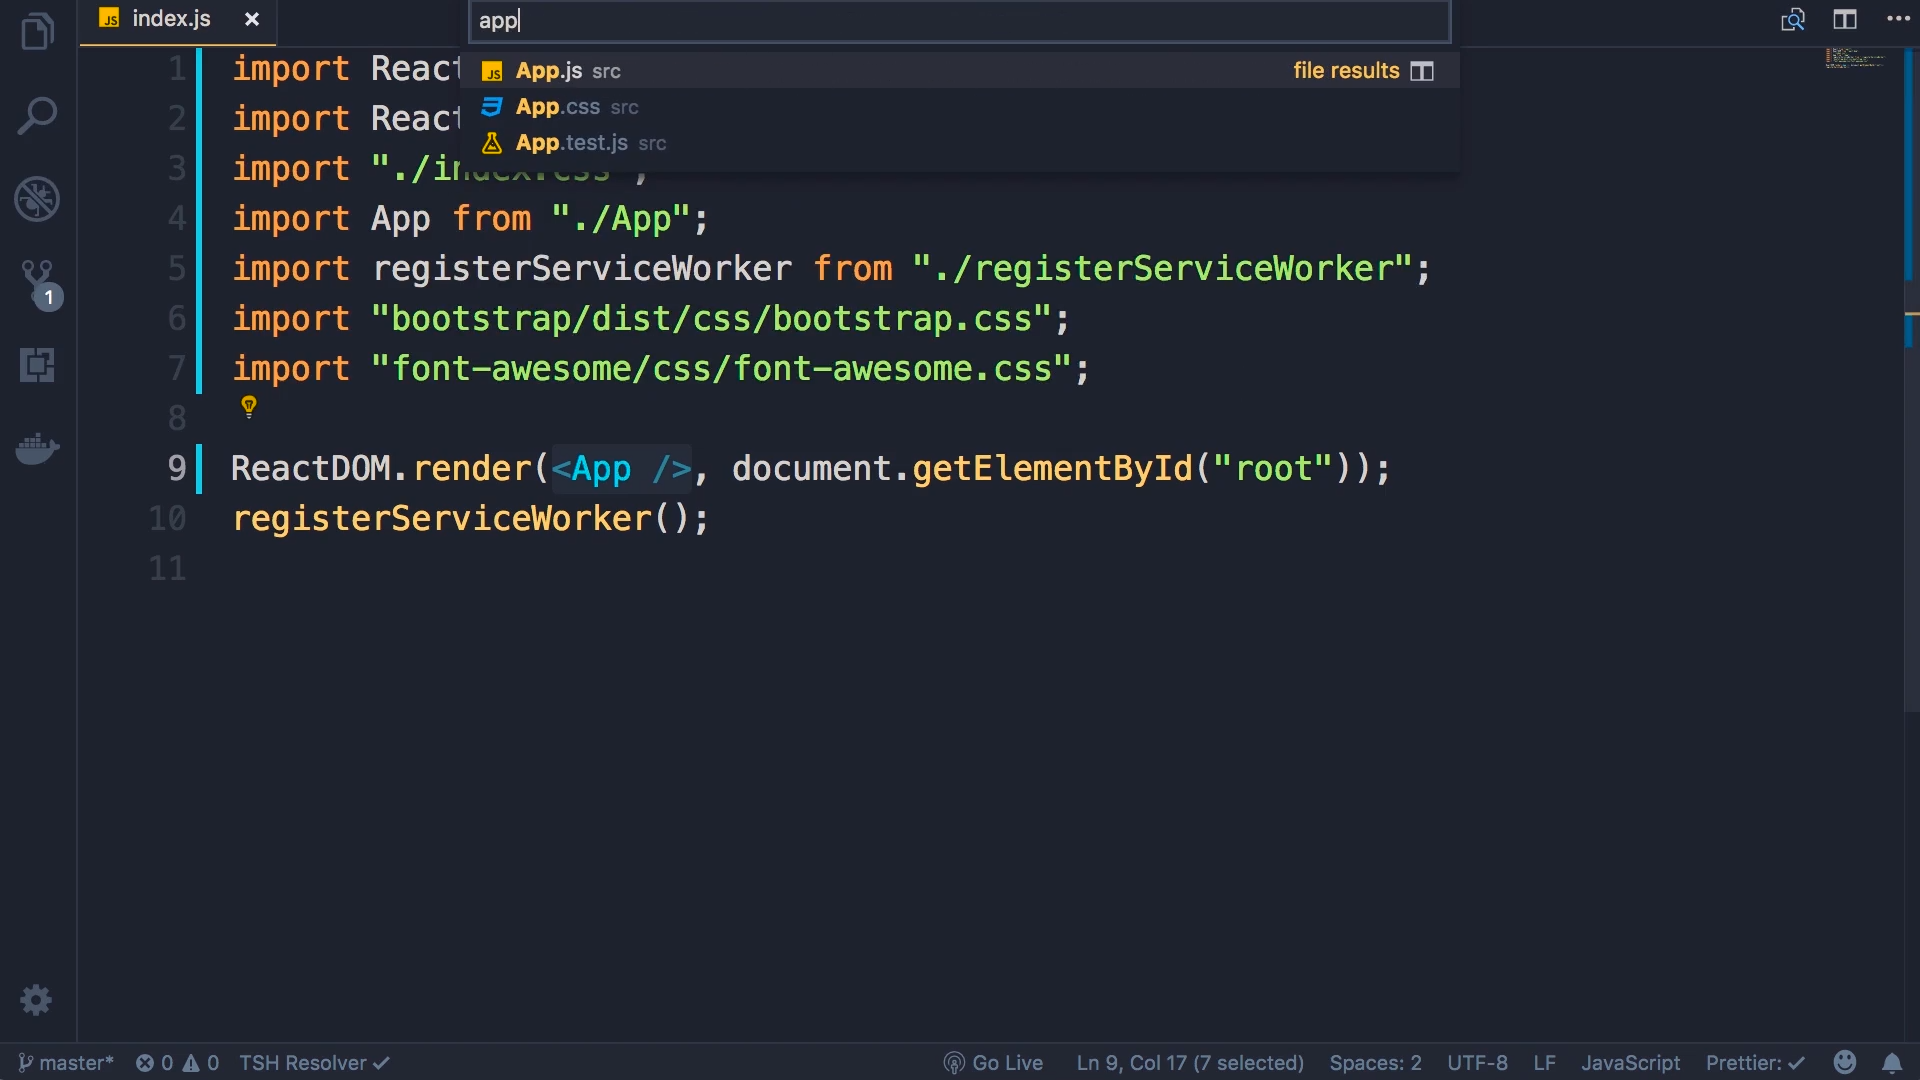 index.js
app
App.js src file results
App.css src
App.test.js src
1 import React
2 import React
3 import "./index.css";
4 import App from "./App";
5 import registerServiceWorker from "./registerServiceWorker";
6 import "bootstrap/dist/css/bootstrap.css";
7 import "font-awesome/css/font-awesome.css";
8
9 ReactDOM.render(<App />, document.getElementById("root"));
10 registerServiceWorker();
11
1
master* 0 0 TSH Resolver Go Live Ln 9, Col 17 (7 selected) Spaces: 2 UTF-8 LF JavaScript Prettier: